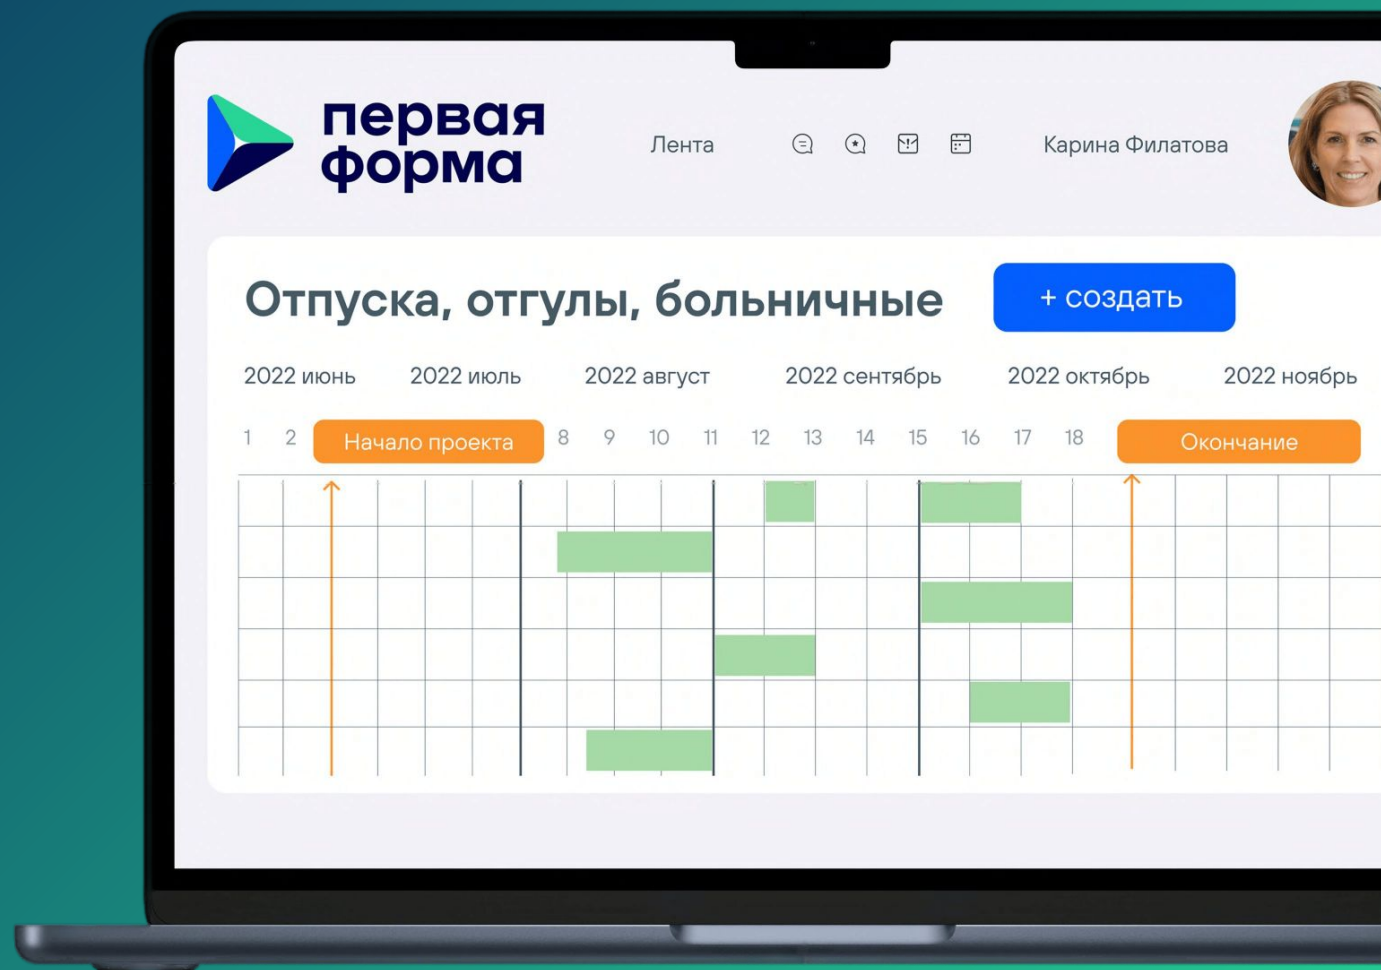 первая
форма
Лента
Карина Филатова
Отпуска, отгулы, больничные
+ создать
2022 июнь 2022 июль 2022 август 2022 сентябрь 2022 октябрь 2022 ноябрь
1 2 Начало проекта 8 9 10 11 12 13 14 15 16 17 18 Окончание